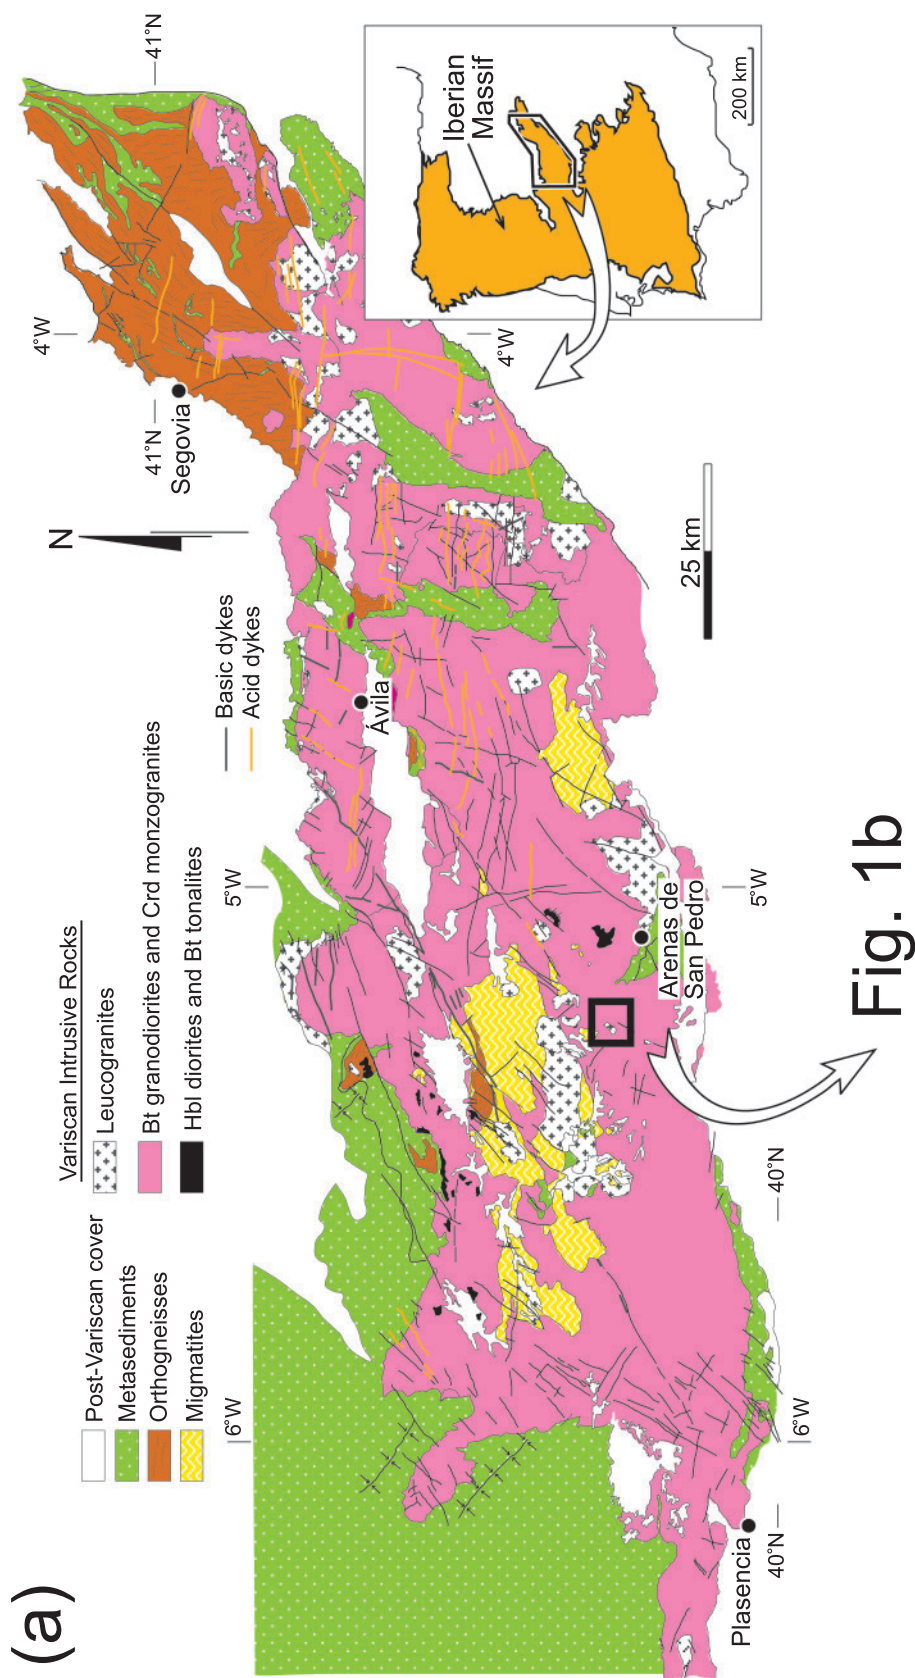 (a)
Post-Variscan cover
Metasediments
Orthogneisses
Migmatites
Variscan Intrusive Rocks
Leucogranites
Bt granodiorites and Crd monzogranites
Hbl diorites and Bt tonalites
Basic dykes
Acid dykes
N
6°W
5°W
4°W
41°N
41°N
Segovia
Ávila
Arenas de
San Pedro
Plasencia
40°N
40°N
6°W
5°W
4°W
25 km
Iberian
Massif
200 km
Fig. 1b